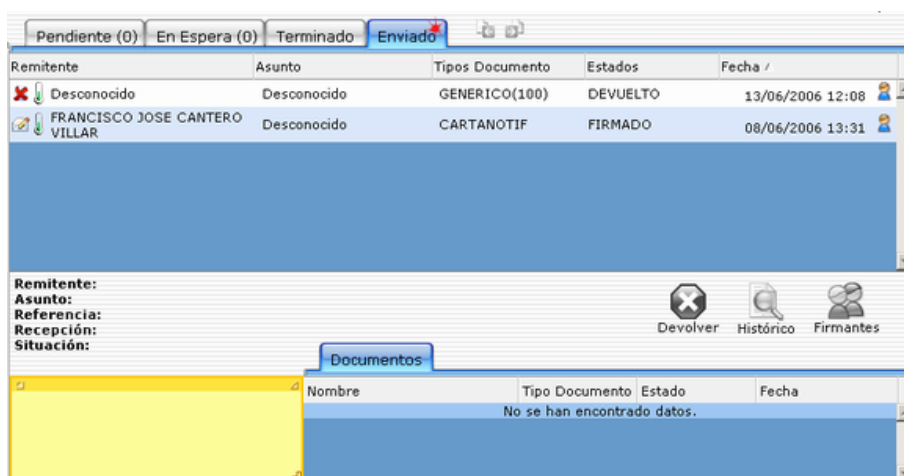 Pendiente (0) En Espera (0) Terminado Enviado
Remitente Asunto Tipos Documento Estados Fecha
Desconocido Desconocido GENERICO(100) DEVUELTO 13/06/2006 12:08
FRANCISCO JOSE CANTERO
VILLAR Desconocido CARTANOTIF FIRMADO 08/06/2006 13:31
Remitente:
Asunto:
Referencia:
Recepción:
Situación:
Devolver Histórico Firmantes
Documentos
Nombre Tipo Documento Estado Fecha
No se han encontrado datos.